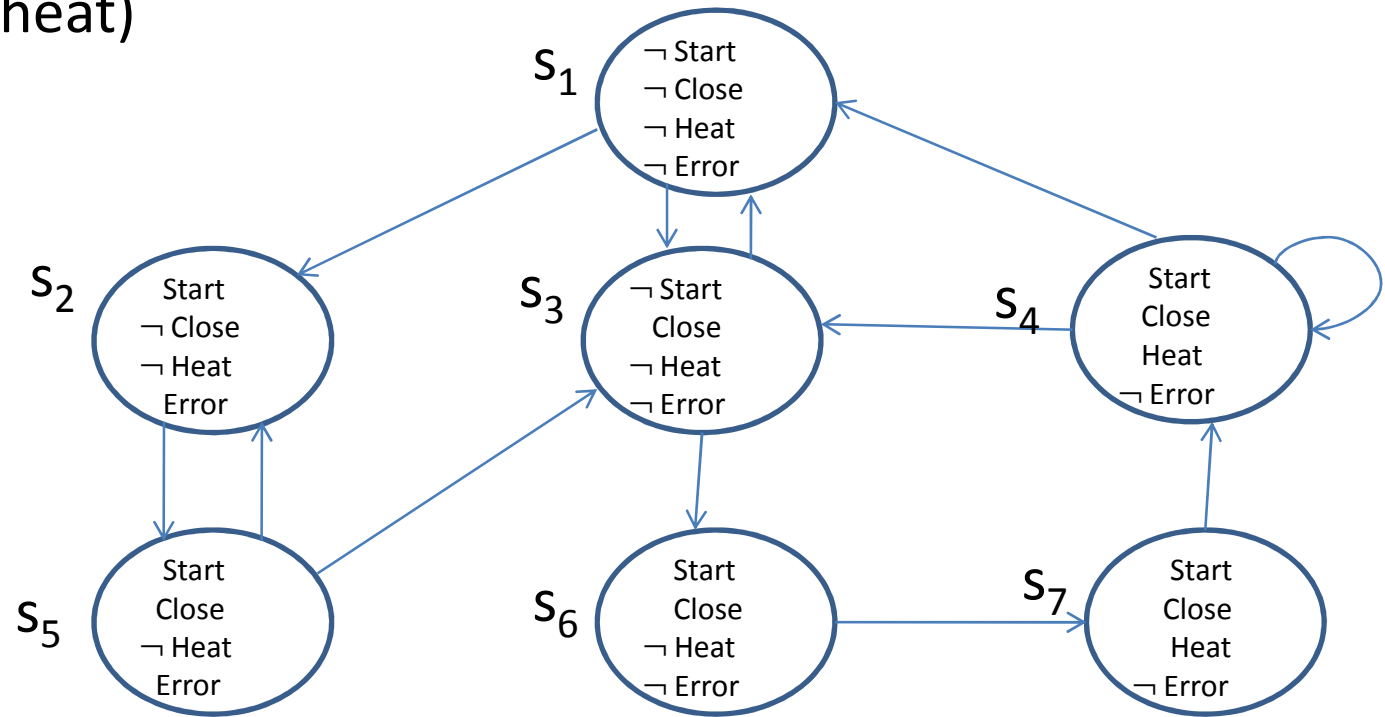 heat)
s1
¬ Start
¬ Close
¬ Heat
¬ Error
s2
Start
¬ Close
¬ Heat
Error
s3
¬ Start
Close
¬ Heat
¬ Error
s4
Start
Close
Heat
¬ Error
s5
Start
Close
¬ Heat
Error
s6
Start
Close
¬ Heat
¬ Error
s7
Start
Close
Heat
¬ Error